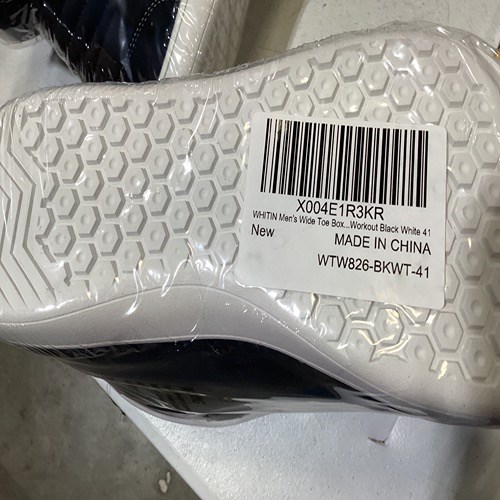 X004E1R3KR
WHITIN Men's Wide Toe Box...Workout Black White 41
New
MADE IN CHINA
WTW826-BKWT-41